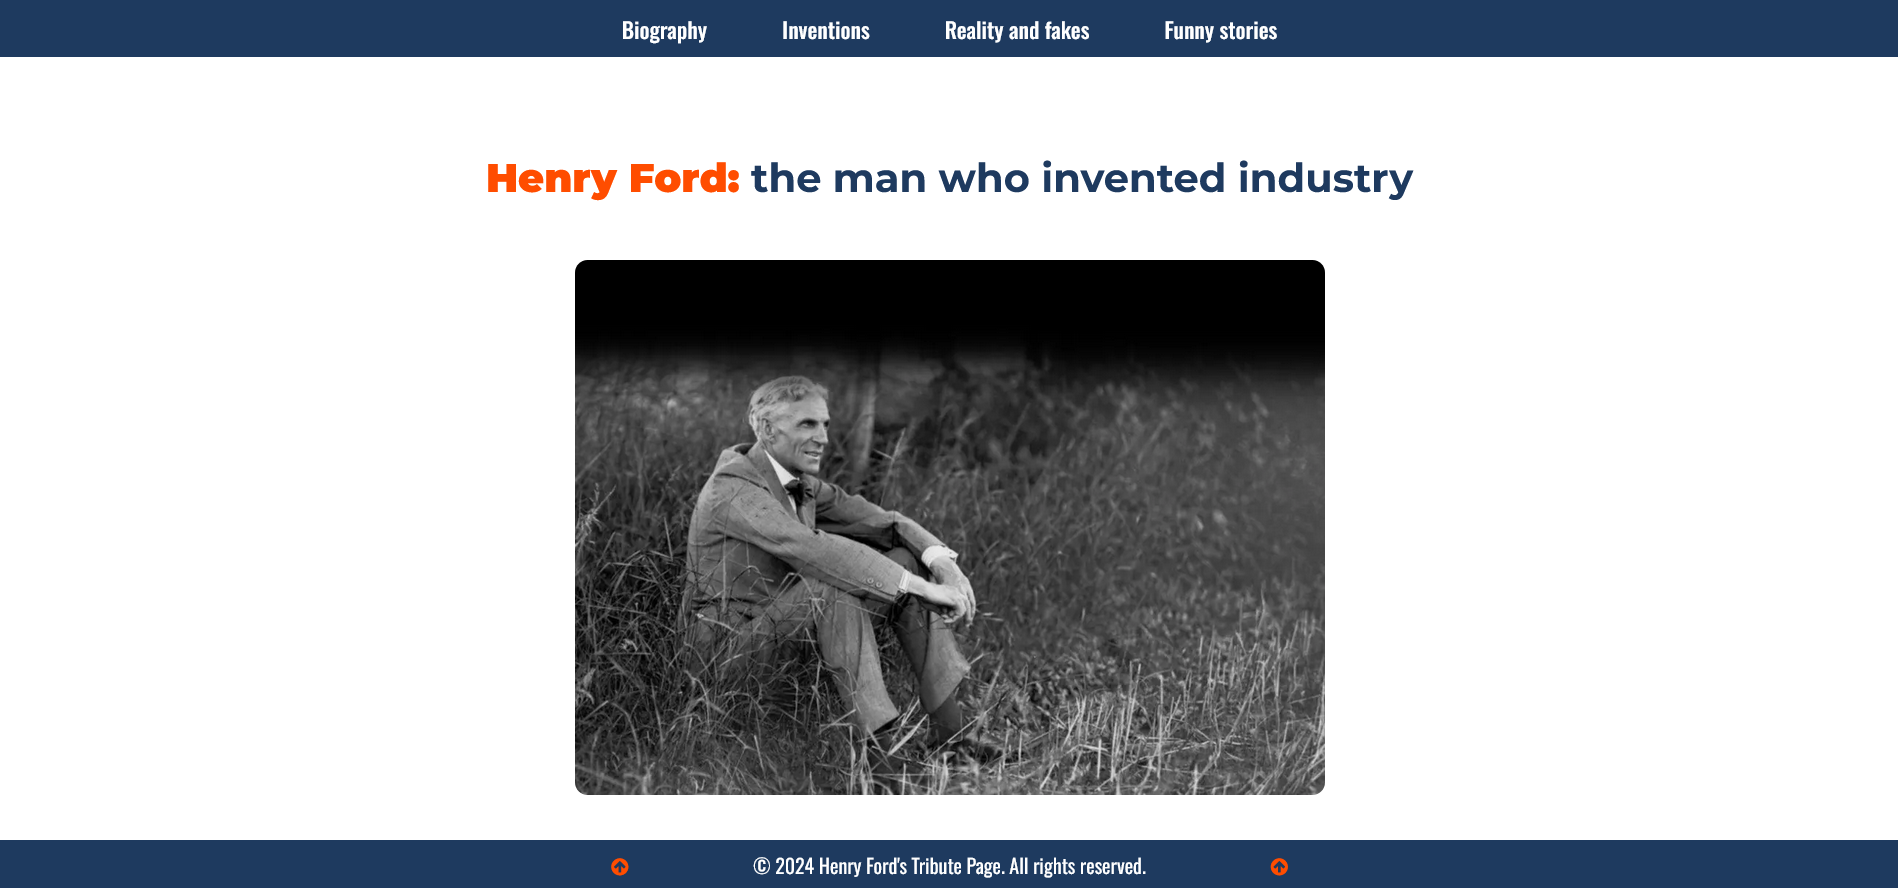 Biography Inventions Reality and fakes Funny stories
Henry Ford: the man who invented industry
© 2024 Henry Ford's Tribute Page. All rights reserved.